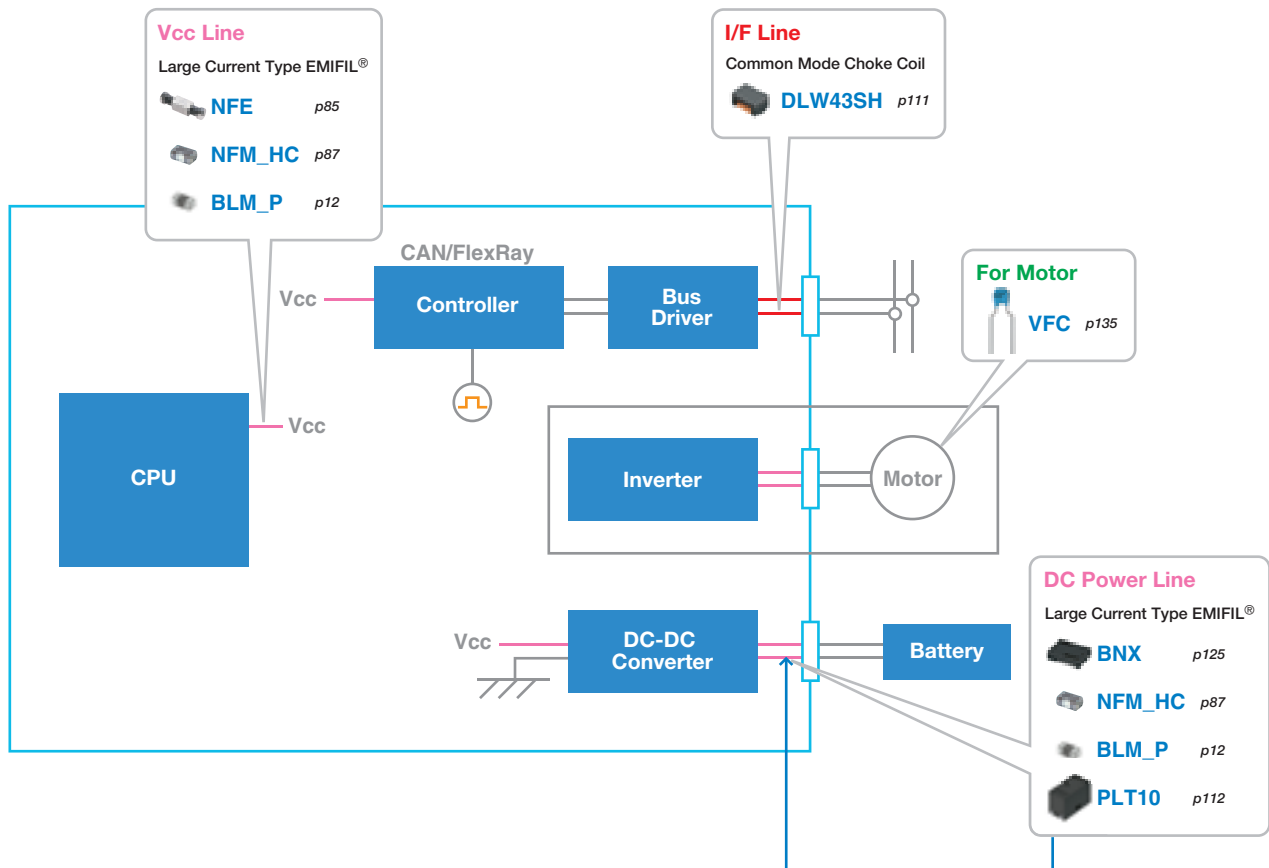 Vcc Line
Large Current Type EMIFIL®
NFE p85
NFM_HC p87
BLM_P p12
I/F Line
Common Mode Choke Coil
DLW43SH p111
CAN/FlexRay
Vcc
Controller
Bus
Driver
For Motor
VFC p135
CPU
Vcc
Inverter
Motor
Vcc
DC-DC
Converter
Battery
DC Power Line
Large Current Type EMIFIL®
BNX p125
NFM_HC p87
BLM_P p12
PLT10 p112